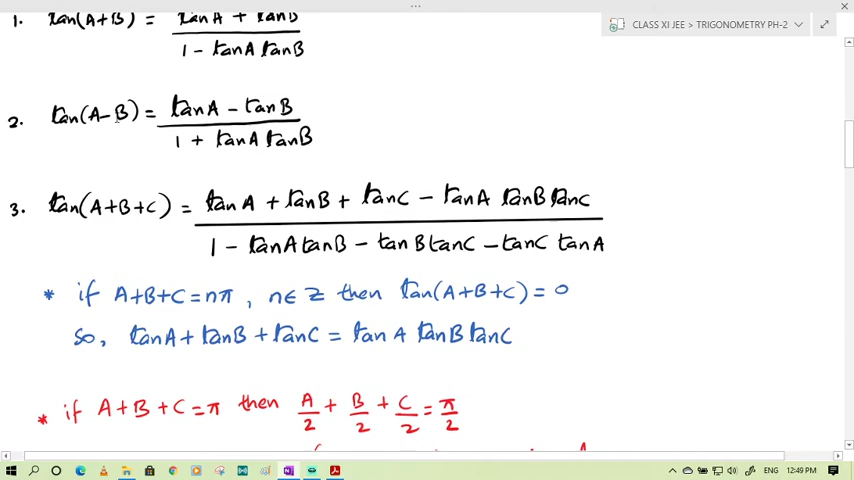 CLASS XI JEE > TRIGONOMETRY PH-2
1. tan(A+B) = tanA + tanB
1 - tanA tanB
2. tan(A-B) = tanA - tanB
1 + tanA tanB
3. tan(A+B+C) = tanA + tanB + tanC - tanA tanB tanC
1 - tanA tanB - tanB tanC - tanC tanA
* if A+B+C = nπ, n∈Z then tan(A+B+C) = 0
So, tanA + tanB + tanC = tanA tanB tanC
* if A+B+C = π then A/2 + B/2 + C/2 = π/2
ENG 12:49 PM